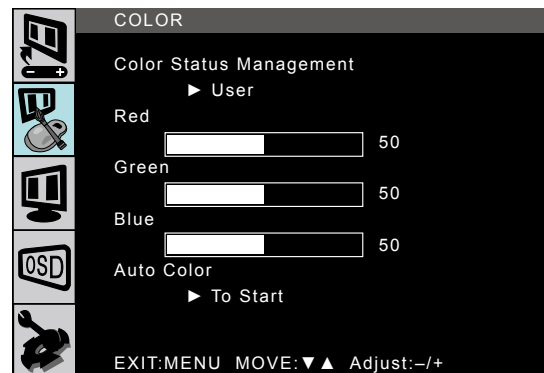 COLOR
Color Status Management
► User
Red
50
Green
50
Blue
50
Auto Color
► To Start
OSD
EXIT:MENU MOVE:▼▲ Adjust:–/+